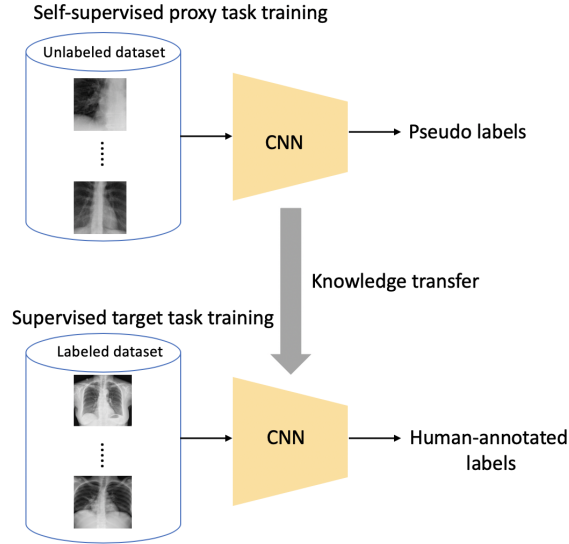 Self-supervised proxy task training
Unlabeled dataset
CNN
Pseudo labels
Knowledge transfer
Supervised target task training
Labeled dataset
CNN
Human-annotated
labels